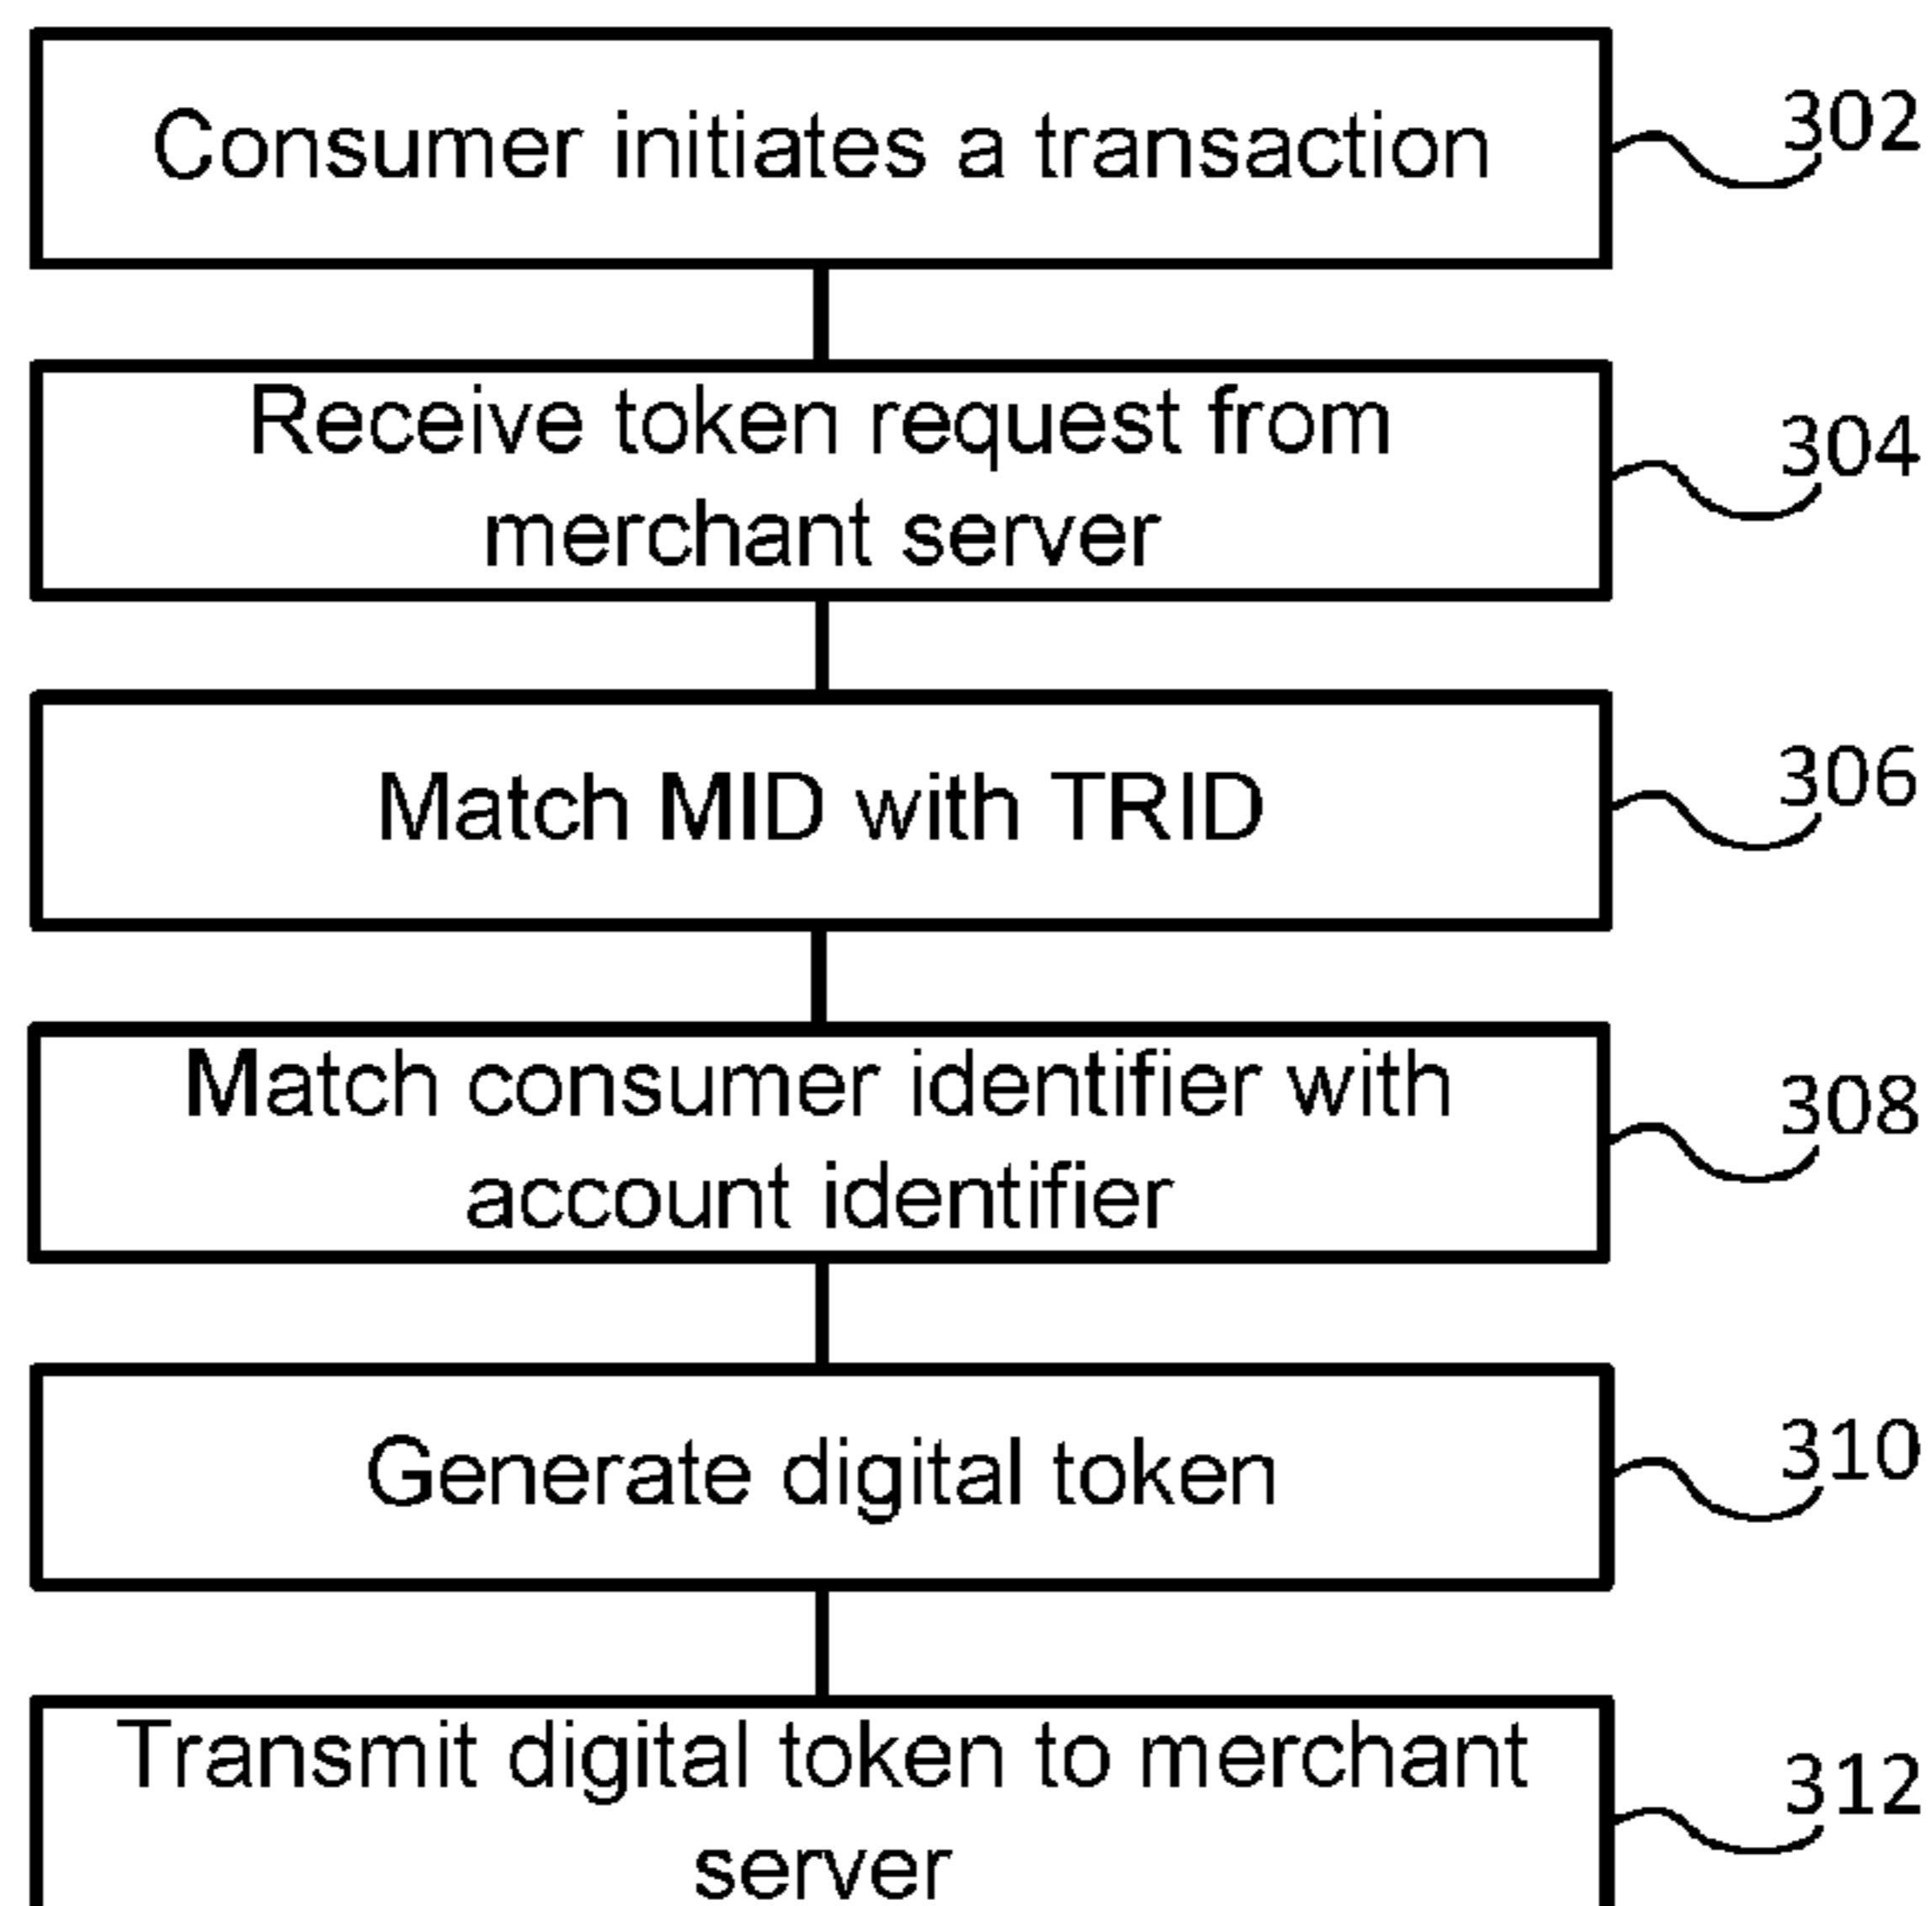 Consumer initiates a transaction
302
Receive token request from
merchant server
304
Match MID with TRID
306
Match consumer identifier with
account identifier
308
Generate digital token
310
Transmit digital token to merchant
server
312